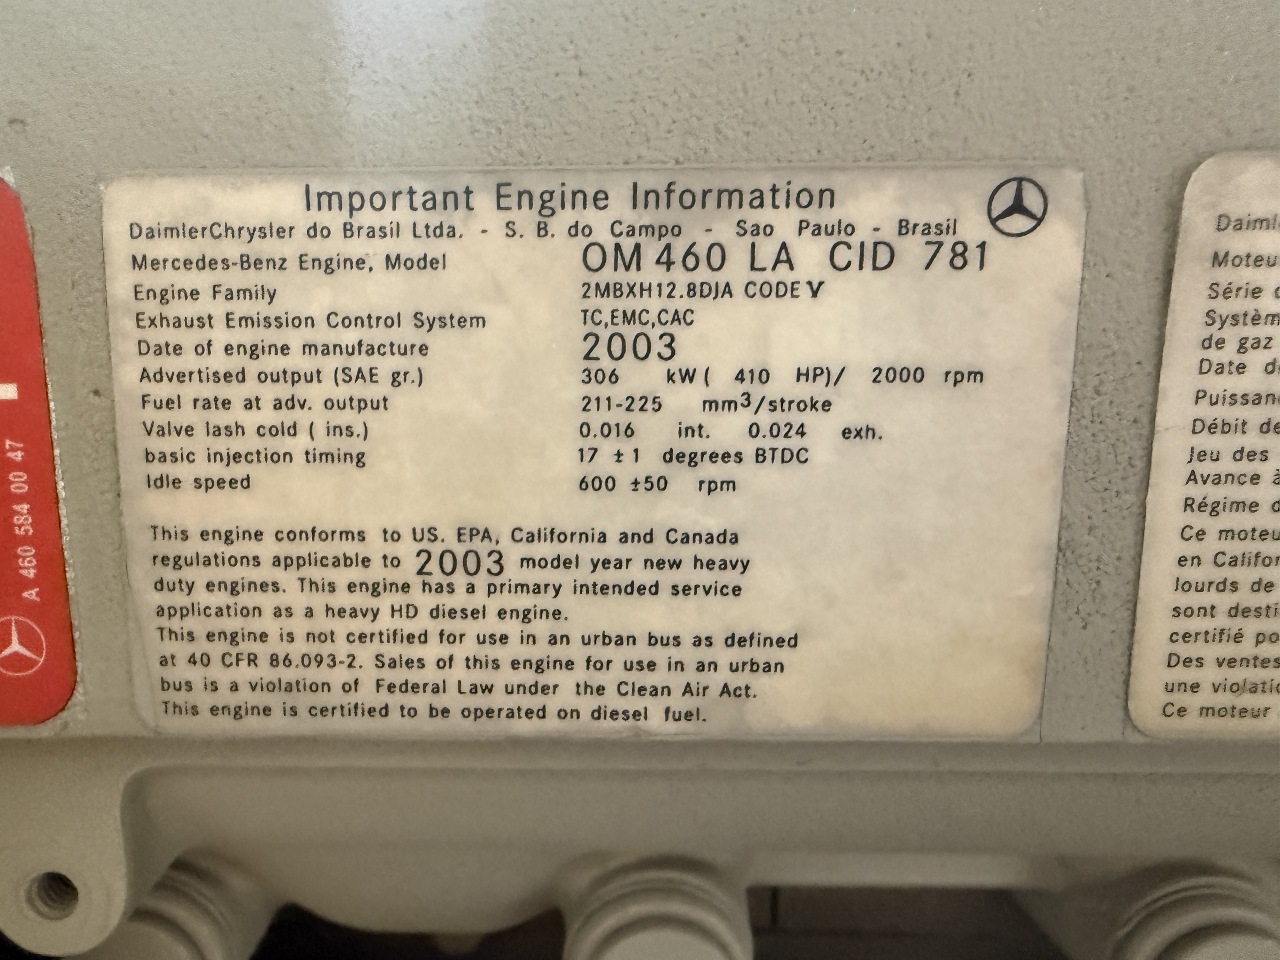 Important Engine Information
DaimlerChrysler do Brasil Ltda. - S. B. do Campo - Sao Paulo - Brasil
Mercedes-Benz Engine, Model OM 460 LA CID 781
Engine Family 2MBXH12.8DJA CODE V
Exhaust Emission Control System TC,EMC,CAC
Date of engine manufacture 2003
Advertised output (SAE gr.) 306 kW ( 410 HP)/ 2000 rpm
Fuel rate at adv. output 211-225 mm3/stroke
Valve lash cold ( ins.) 0.016 int. 0.024 exh.
basic injection timing 17 ±1 degrees BTDC
Idle speed 600 ±50 rpm
This engine conforms to US. EPA, California and Canada
regulations applicable to 2003 model year new heavy
duty engines. This engine has a primary intended service
application as a heavy HD diesel engine.
This engine is not certified for use in an urban bus as defined
at 40 CFR 86.093-2. Sales of this engine for use in an urban
bus is a violation of Federal Law under the Clean Air Act.
This engine is certified to be operated on diesel fuel.
A 460 584 00 47
Daiml
Moteu
Série
Systèm
de gaz
Date d
Puissan
Débit de
Jeu des
Avance à
Régime d
Ce moteu
en Califor
lourds de
sont desti
certifié po
Des ventes
une violati
Ce moteur